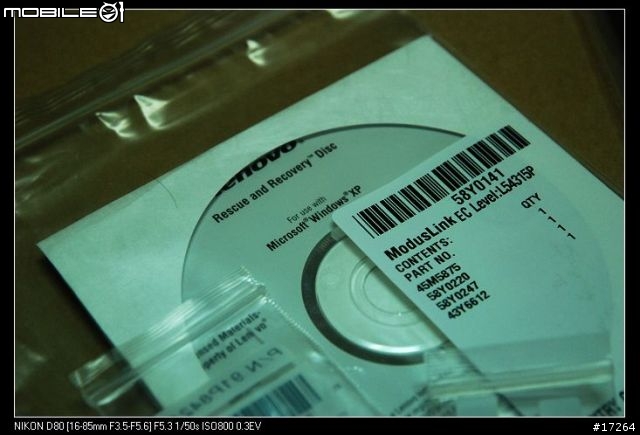 MOBILE01
lenovo
Rescue and Recovery™ Disc
For use with
Microsoft® Windows® XP
58Y0141
ModusLink EC Level:L54315P
CONTENTS: QTY
PART NO.
45M5875 1
58Y0220 1
58Y0247 1
43Y6612
NIKON D80 [16-85mm F3.5-F5.6] F5.3 1/50s ISO800 0.3EV
#17264